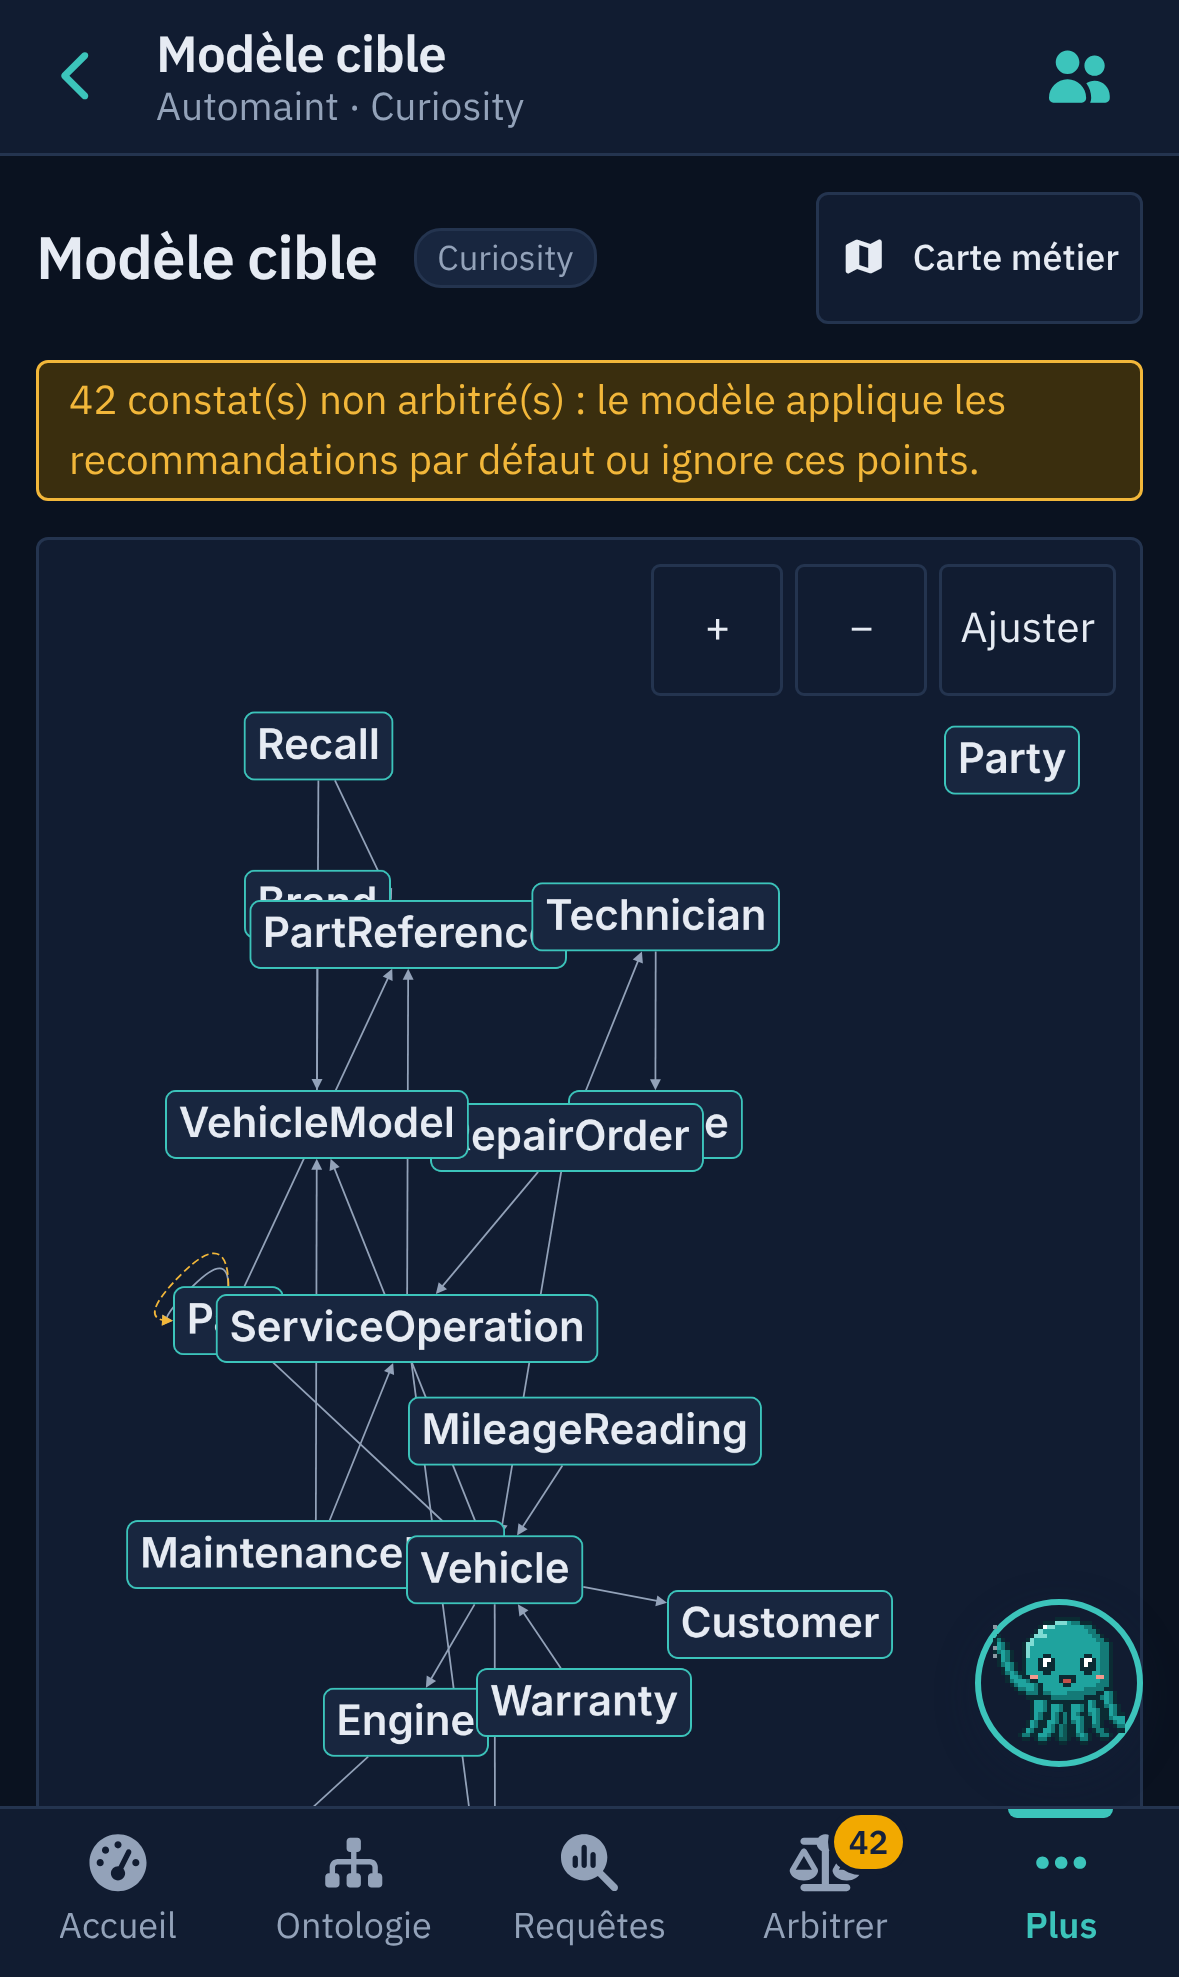 Modèle cible
Automaint · Curiosity
Modèle cible
Curiosity
Carte métier
42 constat(s) non arbitré(s) : le modèle applique les
recommandations par défaut ou ignore ces points.
+
−
Ajuster
Recall
Party
Brand
PartReference
Technician
VehicleModel
epairOrder
e
P
ServiceOperation
MileageReading
Maintenance
Vehicle
Customer
Warranty
Engine
42
Accueil
Ontologie
Requêtes
Arbitrer
Plus